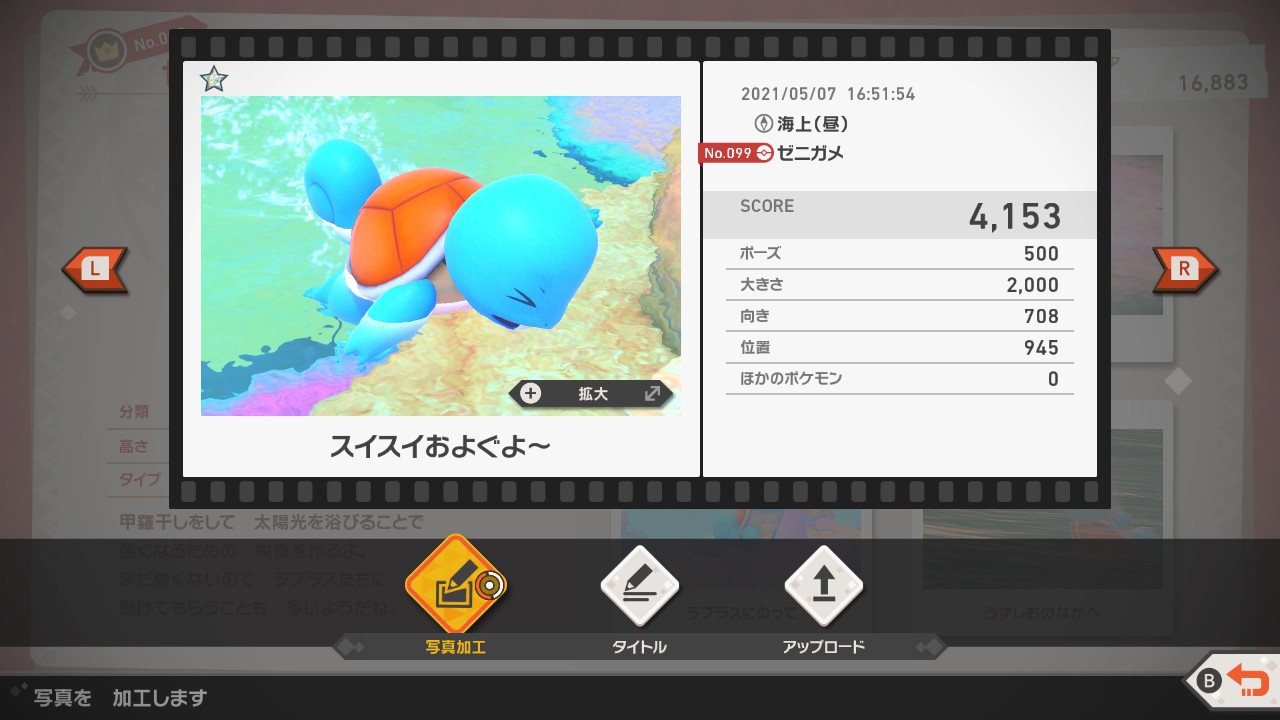 No.0
16,883
2021/05/07 16:51:54
海上(昼)
No.099 ゼニガメ
SCORE 4,153
ポーズ 500
大きさ 2,000
向き 708
位置 945
ほかのポケモン 0
L
R
+ 拡大
スイスイおよぐよ～
分類
高さ
タイプ
甲羅干しをして 太陽光を浴びることで
強くなるための 栄養を作るよ。
まだ強くないので ラプラスたちに
助けてもらうことも 多いようだね。
ラプラスにのって
うずしおのなかへ
写真加工
タイトル
アップロード
写真を 加工します
B